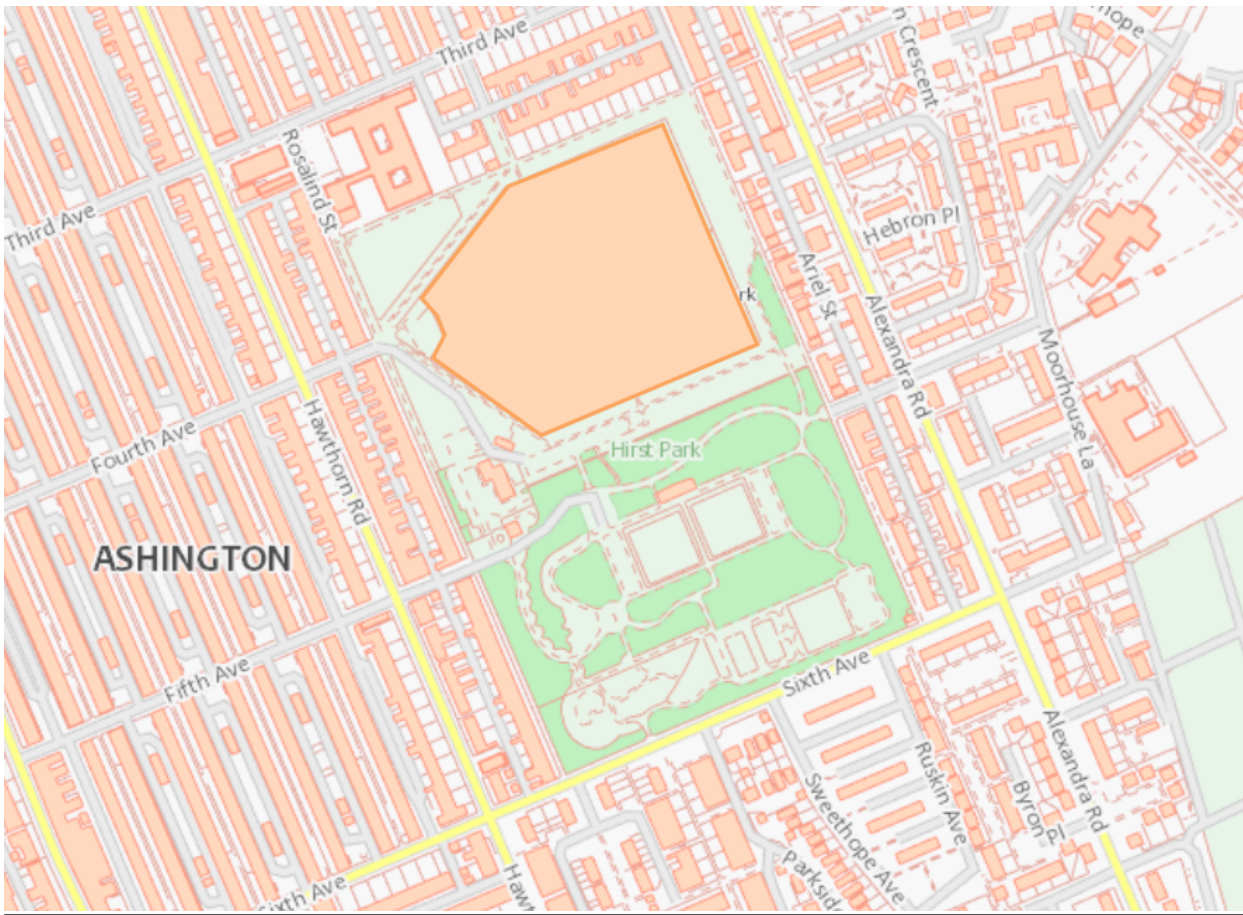 Third Ave
Crescent
Rosalind St
Third Ave
Hebron Pl
Ariel St
Alexandra Rd
Moorhouse La
Fourth Ave
Hawthorn Rd
Hirst Park
ASHINGTON
Fifth Ave
Sixth Ave
Alexandra Rd
Ruskin Ave
Byron Pl
Sweethope Ave
Sixth Ave